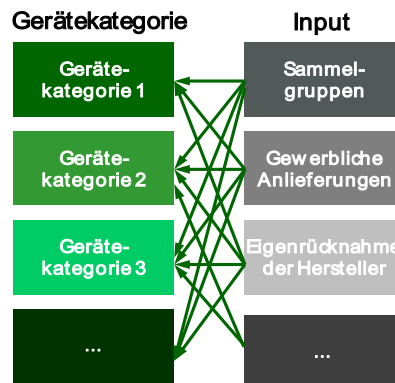 Gerätekategorie
Input
Geräte-
kategorie 1
Sammel-
gruppen
Geräte-
kategorie 2
Gewerbliche
Anlieferungen
Geräte-
kategorie 3
Eigenrücknahme
der Hersteller
...
...